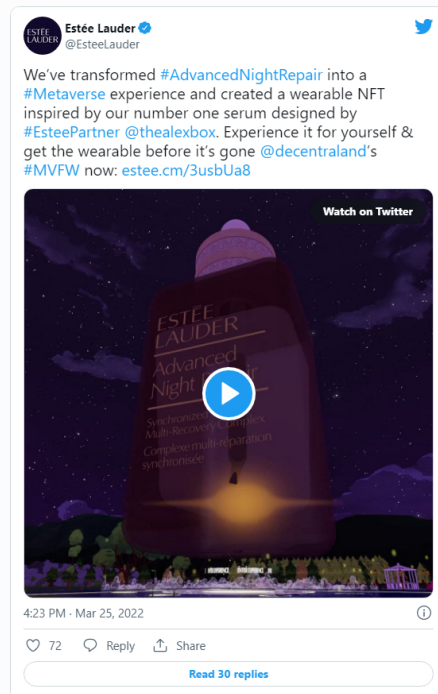 ESTĒE
LAUDER
Estée Lauder
@EsteeLauder
We've transformed #AdvancedNightRepair into a
#Metaverse experience and created a wearable NFT
inspired by our number one serum designed by
#EsteePartner @thealexbox. Experience it for yourself &
get the wearable before it's gone @decentraland's
#MVFW now: estee.cm/3usbUa8
Watch on Twitter
ESTĒE
LAUDER
Advanced
Night
Synchronized
Multi-Recovery Complex
Complexe multi-réparation
synchronisée
4:23 PM · Mar 25, 2022
72
Reply
Share
Read 30 replies